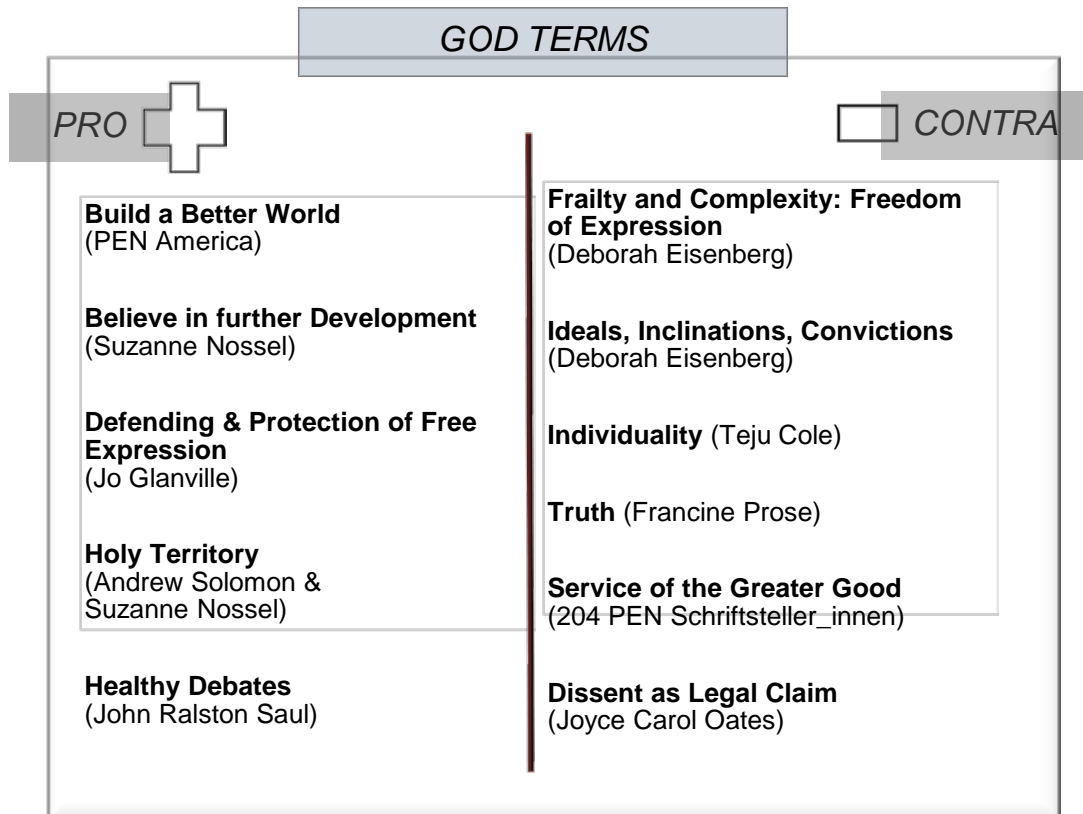 GOD TERMS
PRO
CONTRA
Build a Better World
(PEN America)
Believe in further Development
(Suzanne Nossel)
Defending & Protection of Free
Expression
(Jo Glanville)
Holy Territory
(Andrew Solomon &
Suzanne Nossel)
Healthy Debates
(John Ralston Saul)
Frailty and Complexity: Freedom
of Expression
(Deborah Eisenberg)
Ideals, Inclinations, Convictions
(Deborah Eisenberg)
Individuality (Teju Cole)
Truth (Francine Prose)
Service of the Greater Good
(204 PEN Schriftsteller_innen)
Dissent as Legal Claim
(Joyce Carol Oates)